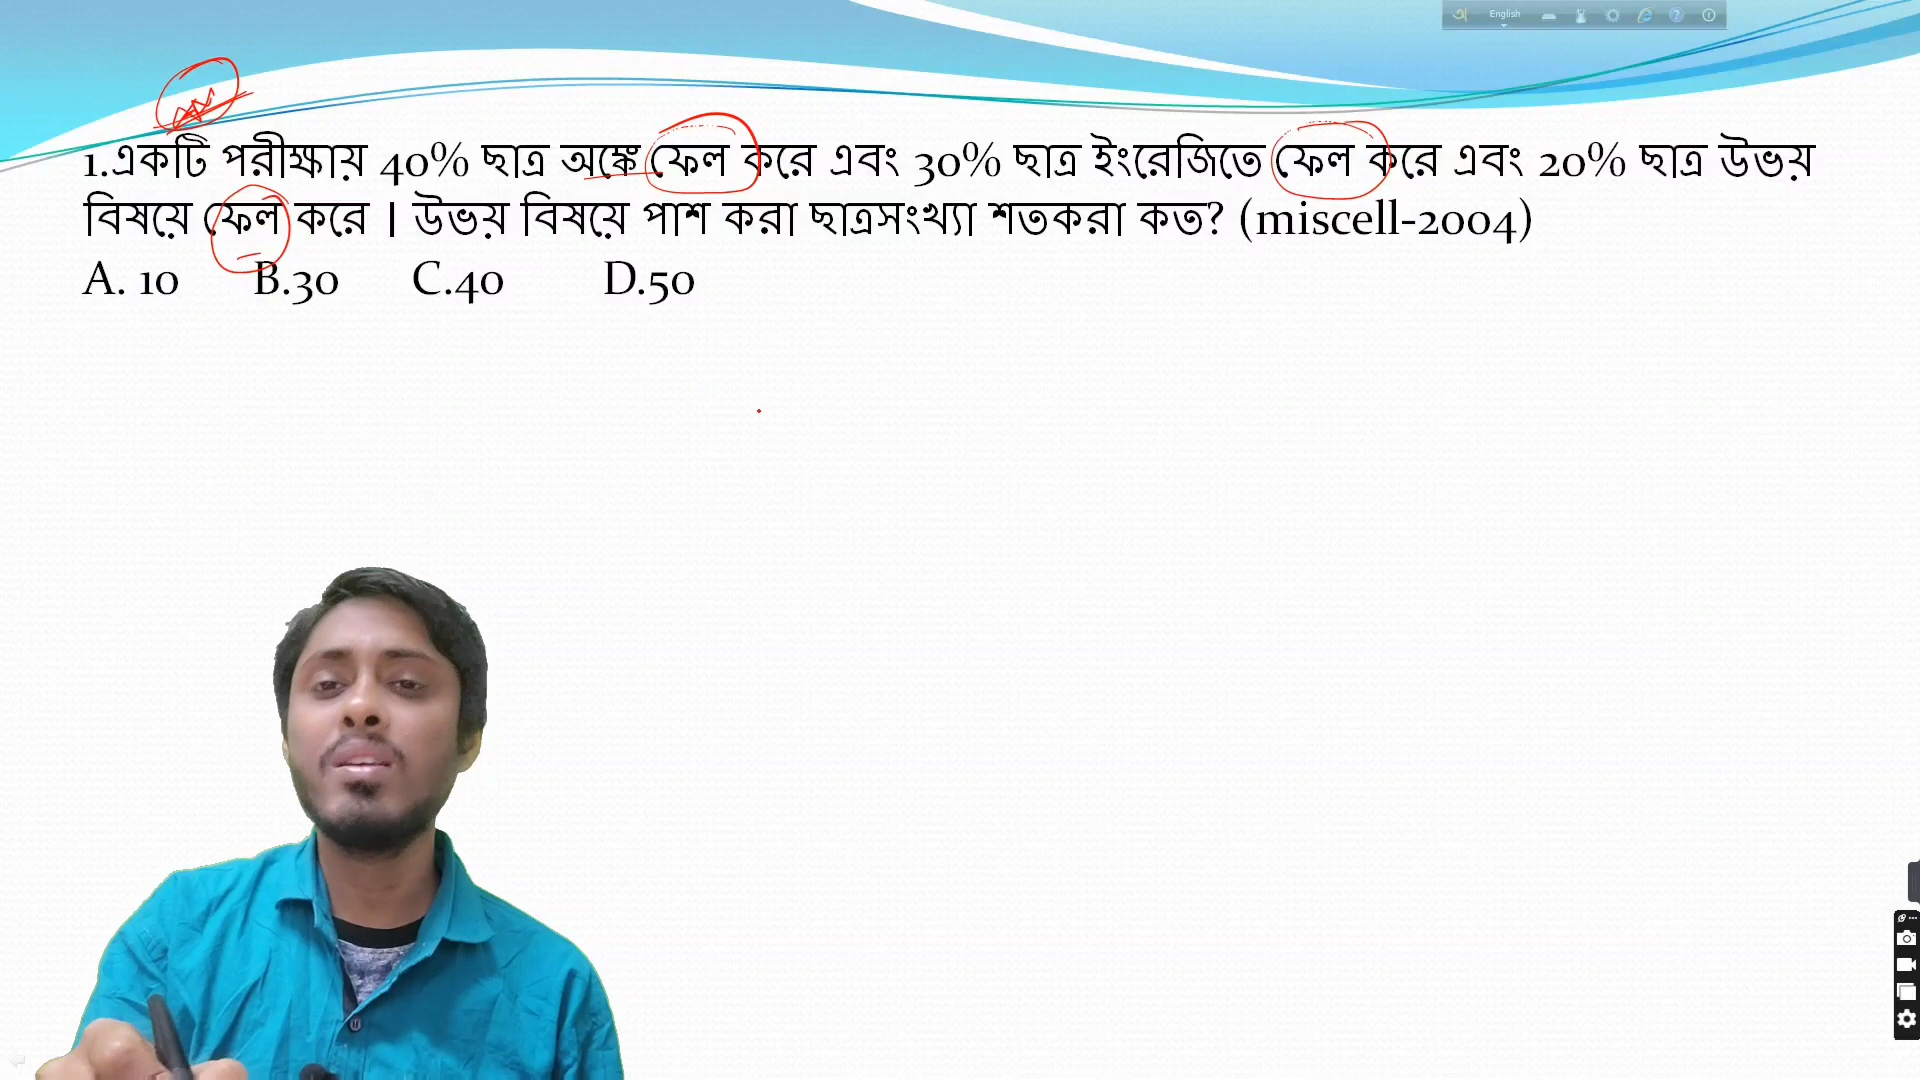 English
1.একটি পরীক্ষায় 40% ছাত্র অঙ্কে ফেল করে এবং 30% ছাত্র ইংরেজিতে ফেল করে এবং 20% ছাত্র উভয়
বিষয়ে ফেল করে । উভয় বিষয়ে পাশ করা ছাত্রসংখ্যা শতকরা কত? (miscell-2004)
A. 10 B.30 C.40 D.50